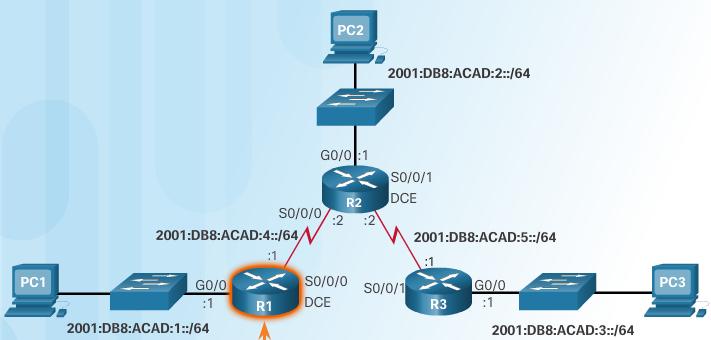 PC2
2001:DB8:ACAD:2::/64
G0/0 :1
S0/0/1
DCE
R2
S0/0/0
:2 :2
2001:DB8:ACAD:4::/64
2001:DB8:ACAD:5::/64
:1
:1
PC1
G0/0
:1
S0/0/0
DCE
R1
S0/0/1
R3
G0/0
:1
PC3
2001:DB8:ACAD:1::/64
2001:DB8:ACAD:3::/64